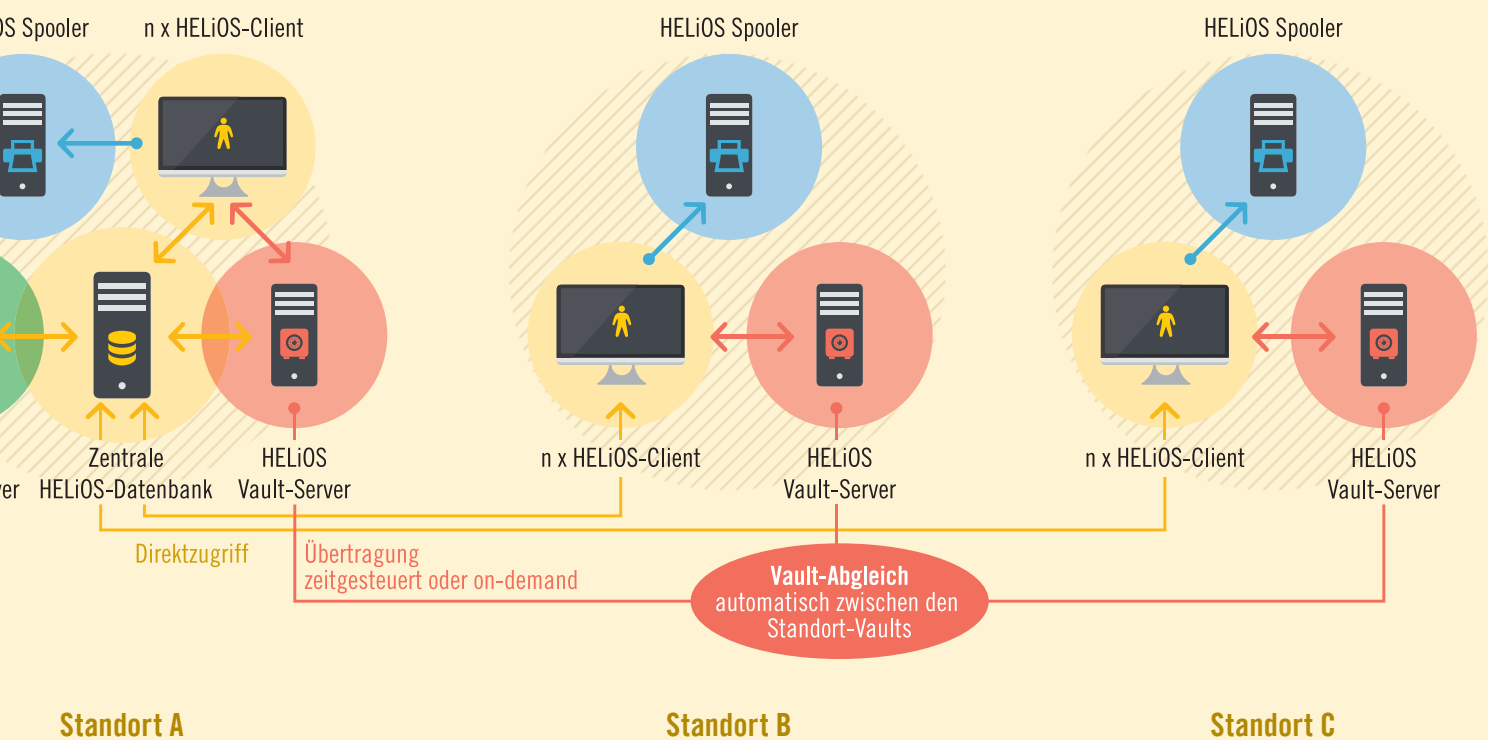 OS Spooler
n x HELiOS-Client
HELiOS Spooler
HELiOS Spooler
Zentrale
HELiOS-Datenbank
HELiOS
Vault-Server
n x HELiOS-Client
HELiOS
Vault-Server
n x HELiOS-Client
HELiOS
Vault-Server
Direktzugriff
Übertragung
zeitgesteuert oder on-demand
Vault-Abgleich
automatisch zwischen den
Standort-Vaults
Standort A
Standort B
Standort C